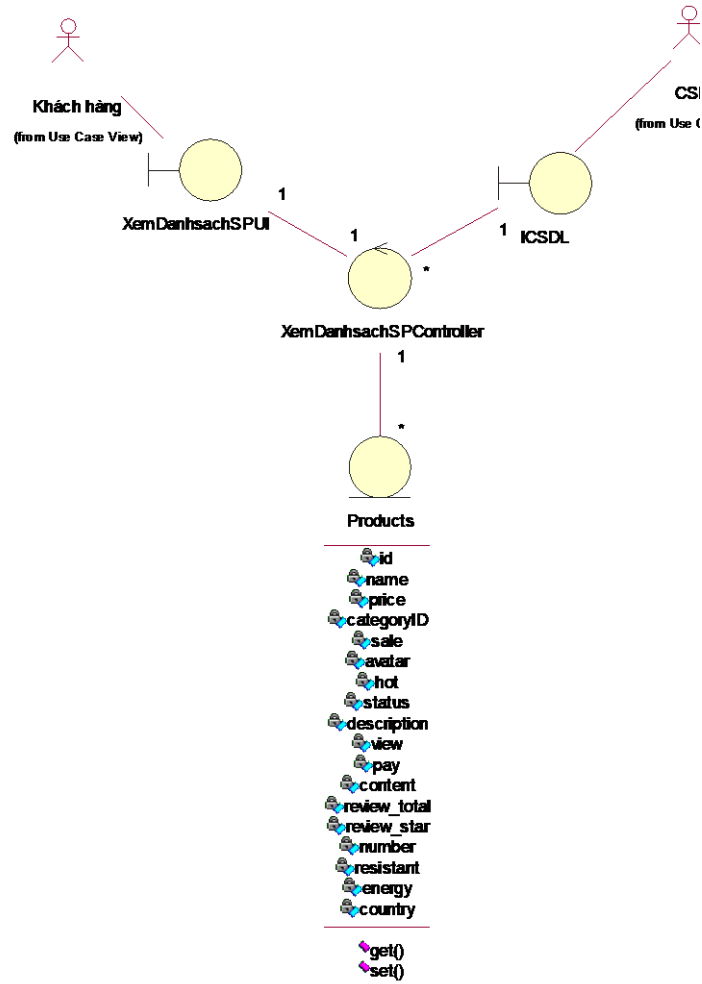 Khách hàng
(from Use Case View)
CSI
(from Use C
XemDanhsachSPUI
1
1
1
ICSDL
*
XemDanhsachSPController
1
*
Products
id
name
price
categoryID
sale
avatar
hot
status
description
view
pay
content
review_total
review_star
number
resistant
energy
country
get()
set()